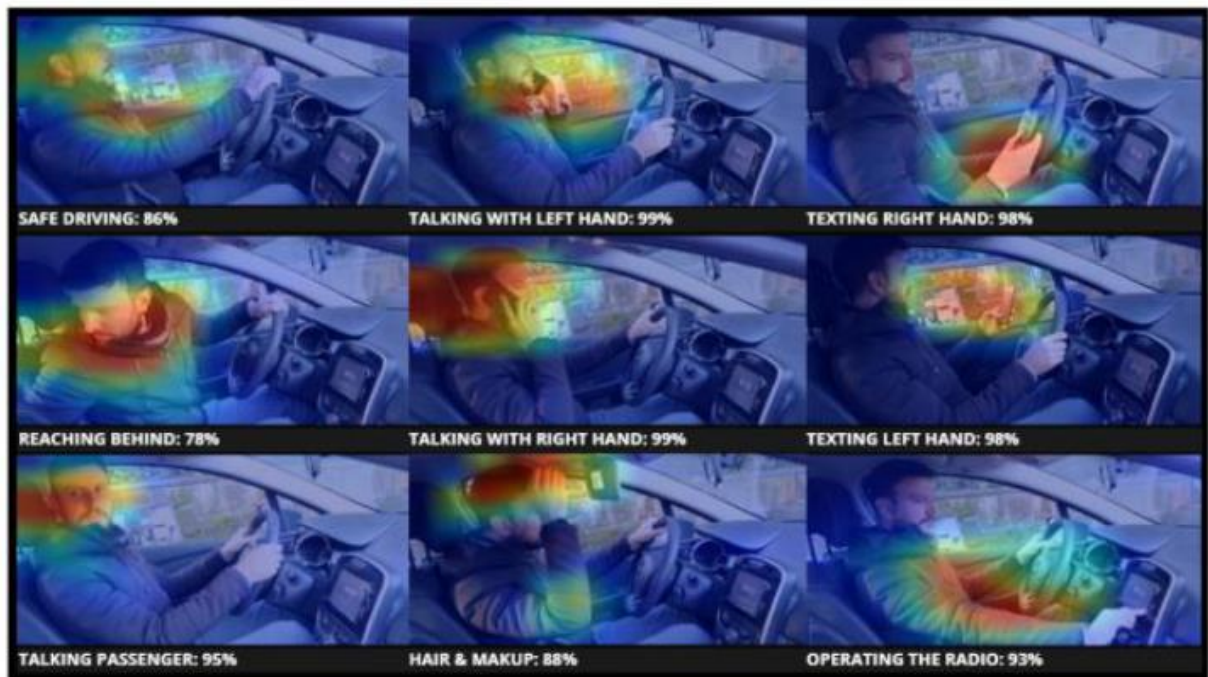 SAFE DRIVING: 86%
TALKING WITH LEFT HAND: 99%
TEXTING RIGHT HAND: 98%
REACHING BEHIND: 78%
TALKING WITH RIGHT HAND: 99%
TEXTING LEFT HAND: 98%
TALKING PASSENGER: 95%
HAIR & MAKUP: 88%
OPERATING THE RADIO: 93%